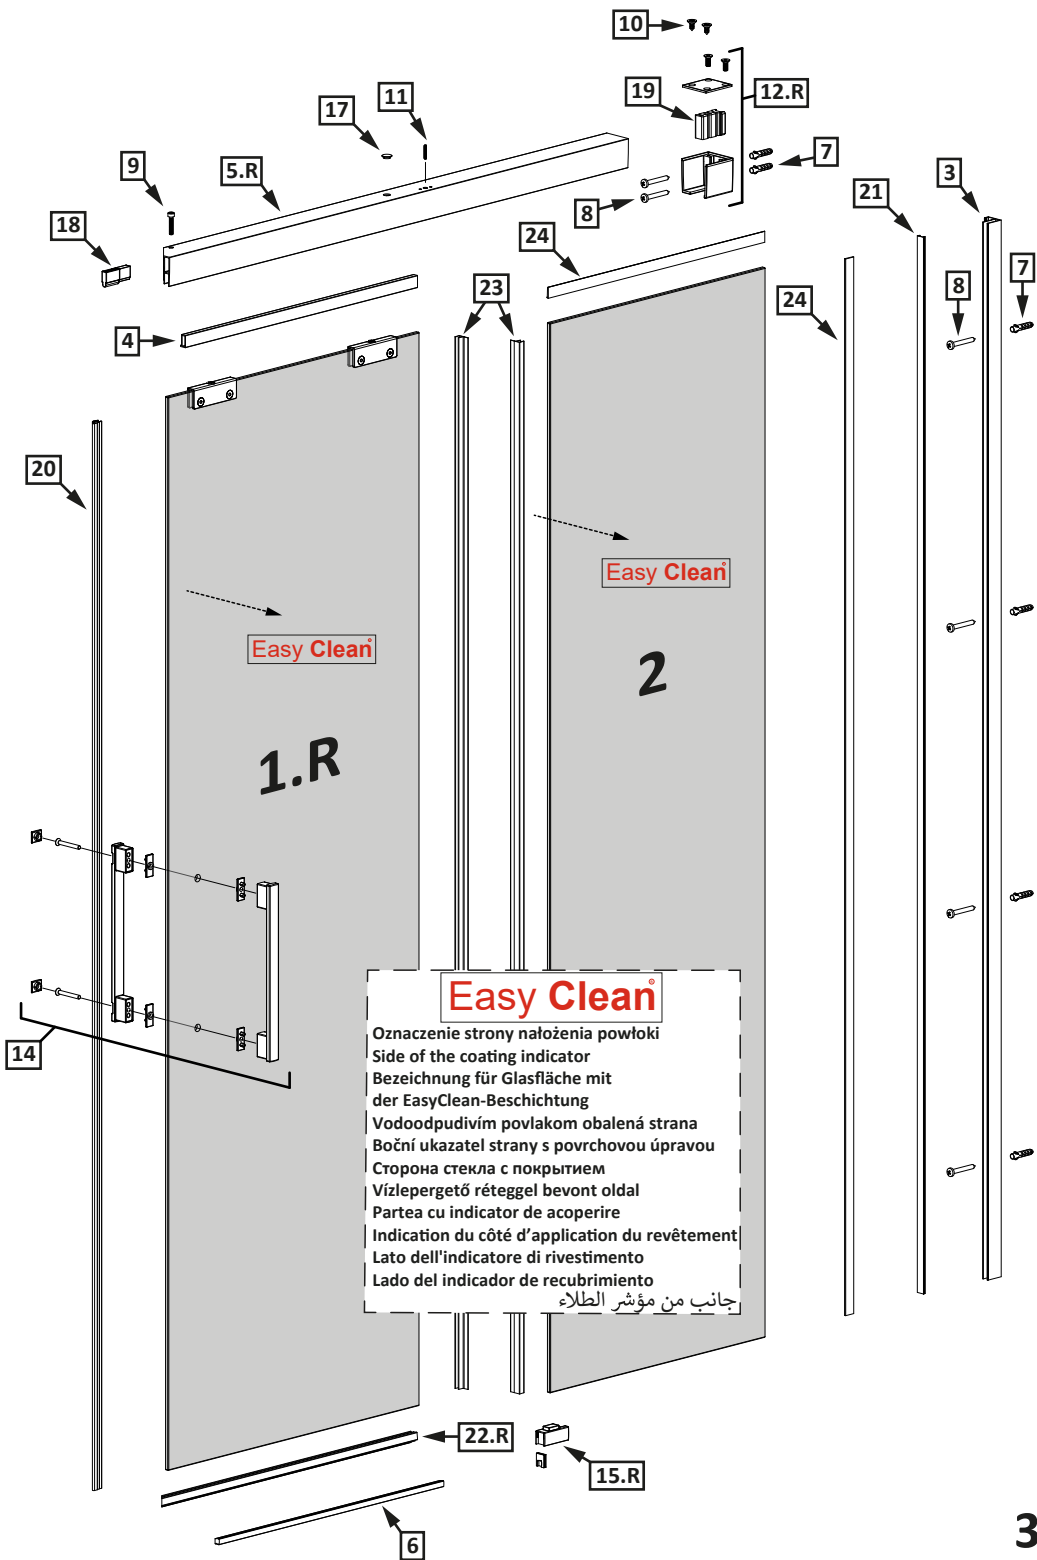 10
12.R
19
17
11
7
9
5.R
3
21
8
18
24
7
23
8
24
4
20
Easy Clean®
Easy Clean®
2
1.R
14
Easy Clean®
Oznaczenie strony nałożenia powłoki
Side of the coating indicator
Bezeichnung für Glasfläche mit
der EasyClean-Beschichtung
Vodoodpudivím povlakom obalená strana
Boční ukazatel strany s povrchovou úpravou
Сторона стекла с покрытием
Vízlepergető réteggel bevont oldal
Partea cu indicator de acoperire
Indication du côté d’application du revêtement
Lato dell'indicatore di rivestimento
Lado del indicador de recubrimiento
جانب من مؤشر الطلاء
22.R
15.R
6
3